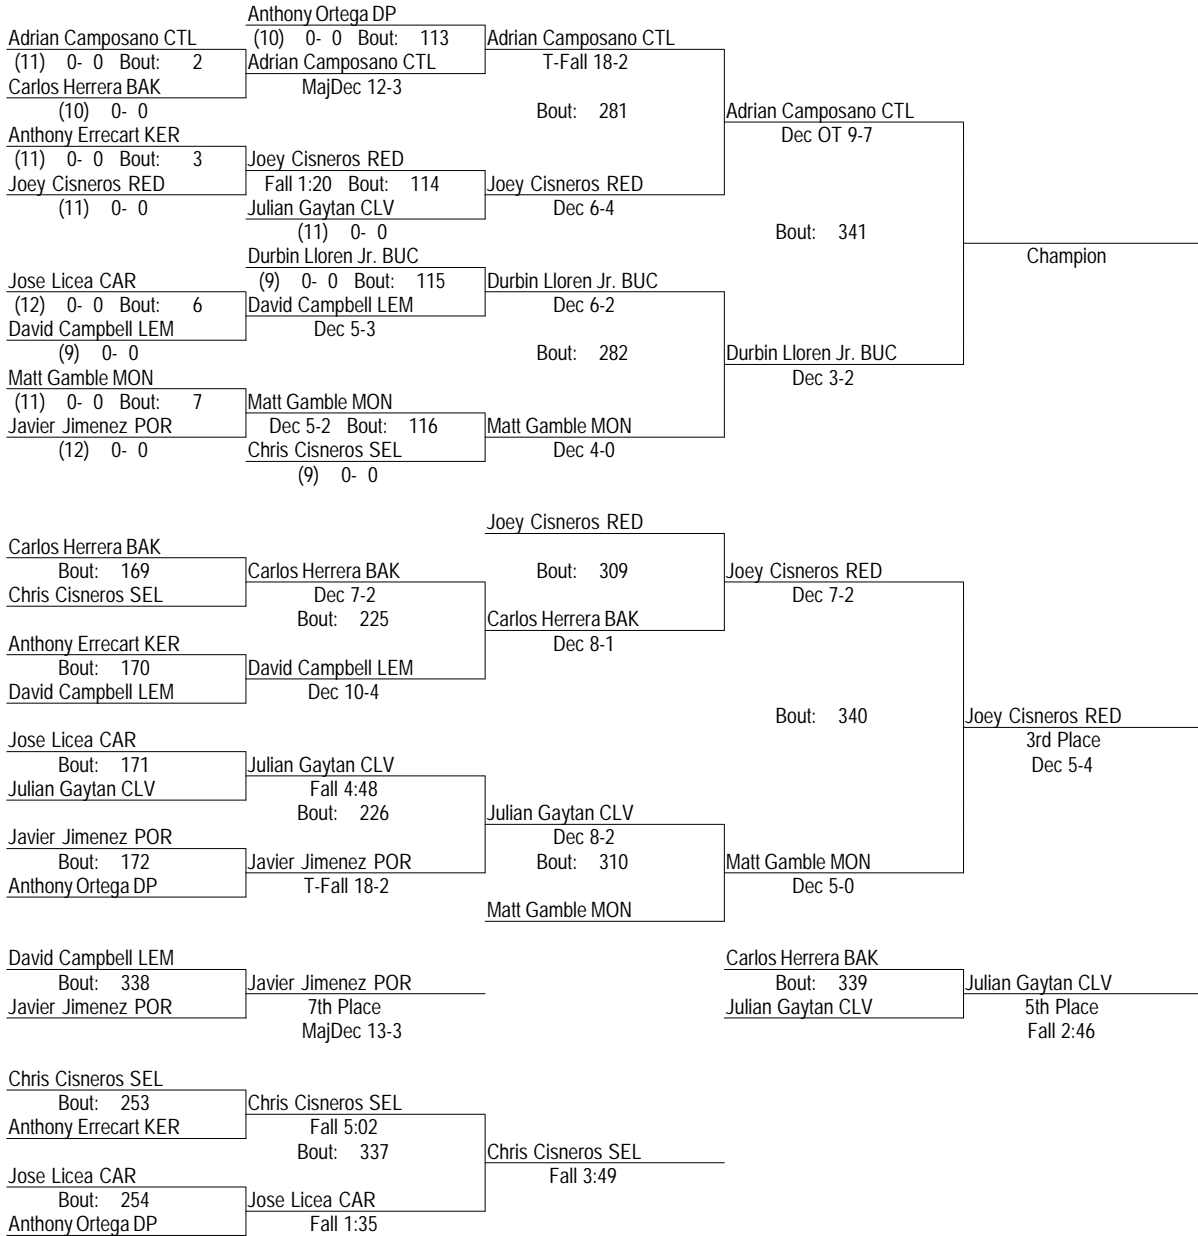 Anthony Ortega DP
Adrian Camposano CTL (10) 0- 0 Bout: 113 Adrian Camposano CTL
(11) 0- 0 Bout: 2 Adrian Camposano CTL T-Fall 18-2
Carlos Herrera BAK MajDec 12-3
(10) 0- 0 Bout: 281 Adrian Camposano CTL
Anthony Errecart KER Dec OT 9-7
(11) 0- 0 Bout: 3 Joey Cisneros RED
Joey Cisneros RED Fall 1:20 Bout: 114 Joey Cisneros RED
(11) 0- 0 Julian Gaytan CLV Dec 6-4
(11) 0- 0 Bout: 341
Durbin Lloren Jr. BUC Champion
Jose Licea CAR (9) 0- 0 Bout: 115 Durbin Lloren Jr. BUC
(12) 0- 0 Bout: 6 David Campbell LEM Dec 6-2
David Campbell LEM Dec 5-3
(9) 0- 0 Bout: 282 Durbin Lloren Jr. BUC
Matt Gamble MON Dec 3-2
(11) 0- 0 Bout: 7 Matt Gamble MON
Javier Jimenez POR Dec 5-2 Bout: 116 Matt Gamble MON
(12) 0- 0 Chris Cisneros SEL Dec 4-0
(9) 0- 0
Joey Cisneros RED
Carlos Herrera BAK
Bout: 169 Carlos Herrera BAK Bout: 309 Joey Cisneros RED
Chris Cisneros SEL Dec 7-2 Dec 7-2
Bout: 225 Carlos Herrera BAK
Anthony Errecart KER Dec 8-1
Bout: 170 David Campbell LEM
David Campbell LEM Dec 10-4
Bout: 340 Joey Cisneros RED
Jose Licea CAR 3rd Place
Bout: 171 Julian Gaytan CLV Dec 5-4
Julian Gaytan CLV Fall 4:48
Bout: 226 Julian Gaytan CLV
Javier Jimenez POR Dec 8-2
Bout: 172 Javier Jimenez POR Bout: 310 Matt Gamble MON
Anthony Ortega DP T-Fall 18-2 Dec 5-0
Matt Gamble MON
David Campbell LEM Carlos Herrera BAK
Bout: 338 Javier Jimenez POR Bout: 339 Julian Gaytan CLV
Javier Jimenez POR 7th Place Julian Gaytan CLV 5th Place
MajDec 13-3 Fall 2:46
Chris Cisneros SEL
Bout: 253 Chris Cisneros SEL
Anthony Errecart KER Fall 5:02
Bout: 337 Chris Cisneros SEL
Jose Licea CAR Fall 3:49
Bout: 254 Jose Licea CAR
Anthony Ortega DP Fall 1:35